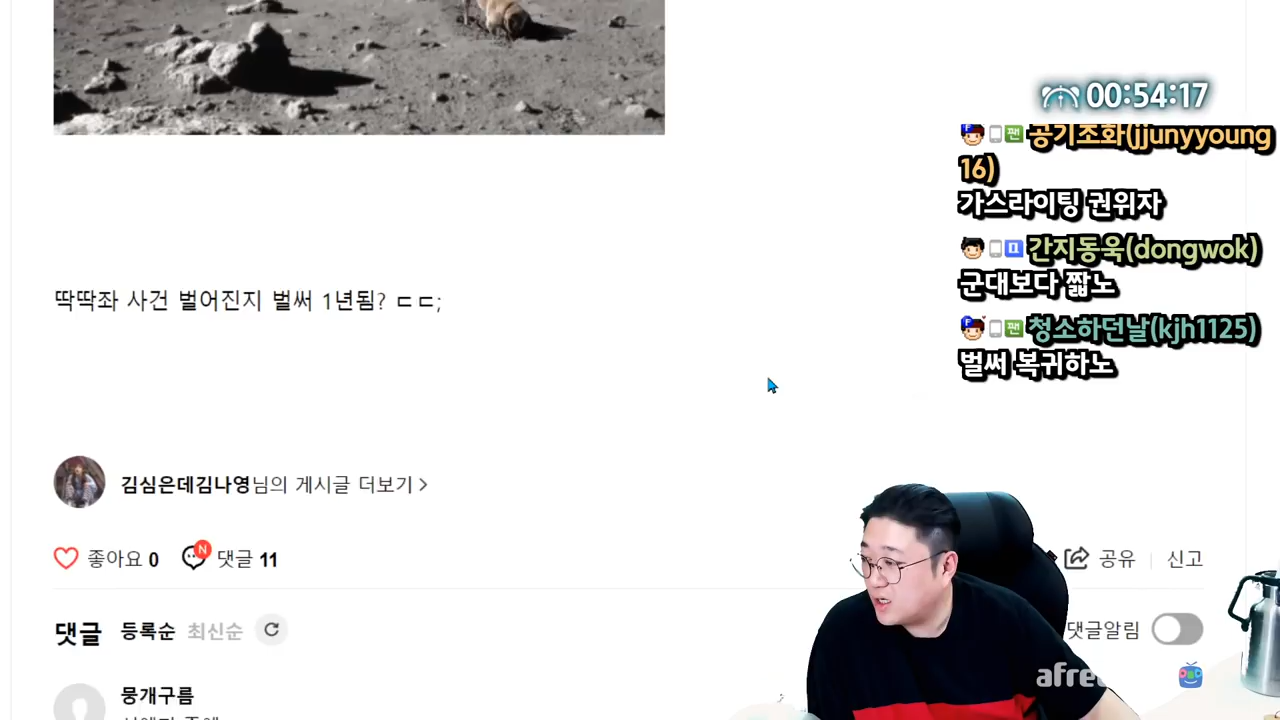 00:54:17
공기조화(jjunyyoung
16)
가스라이팅 권위자
간지동욱(dongwok)
군대보다 짧노
청소하던날(kjh1125)
벌써 복귀하노
딱딱좌 사건 벌어진지 벌써 1년됨? ㄷㄷ;
김심은데김나영님의 게시글 더보기 >
좋아요 0 N 댓글 11
공유 신고
댓글 등록순 최신순
댓글알림
afre
뭉개구름